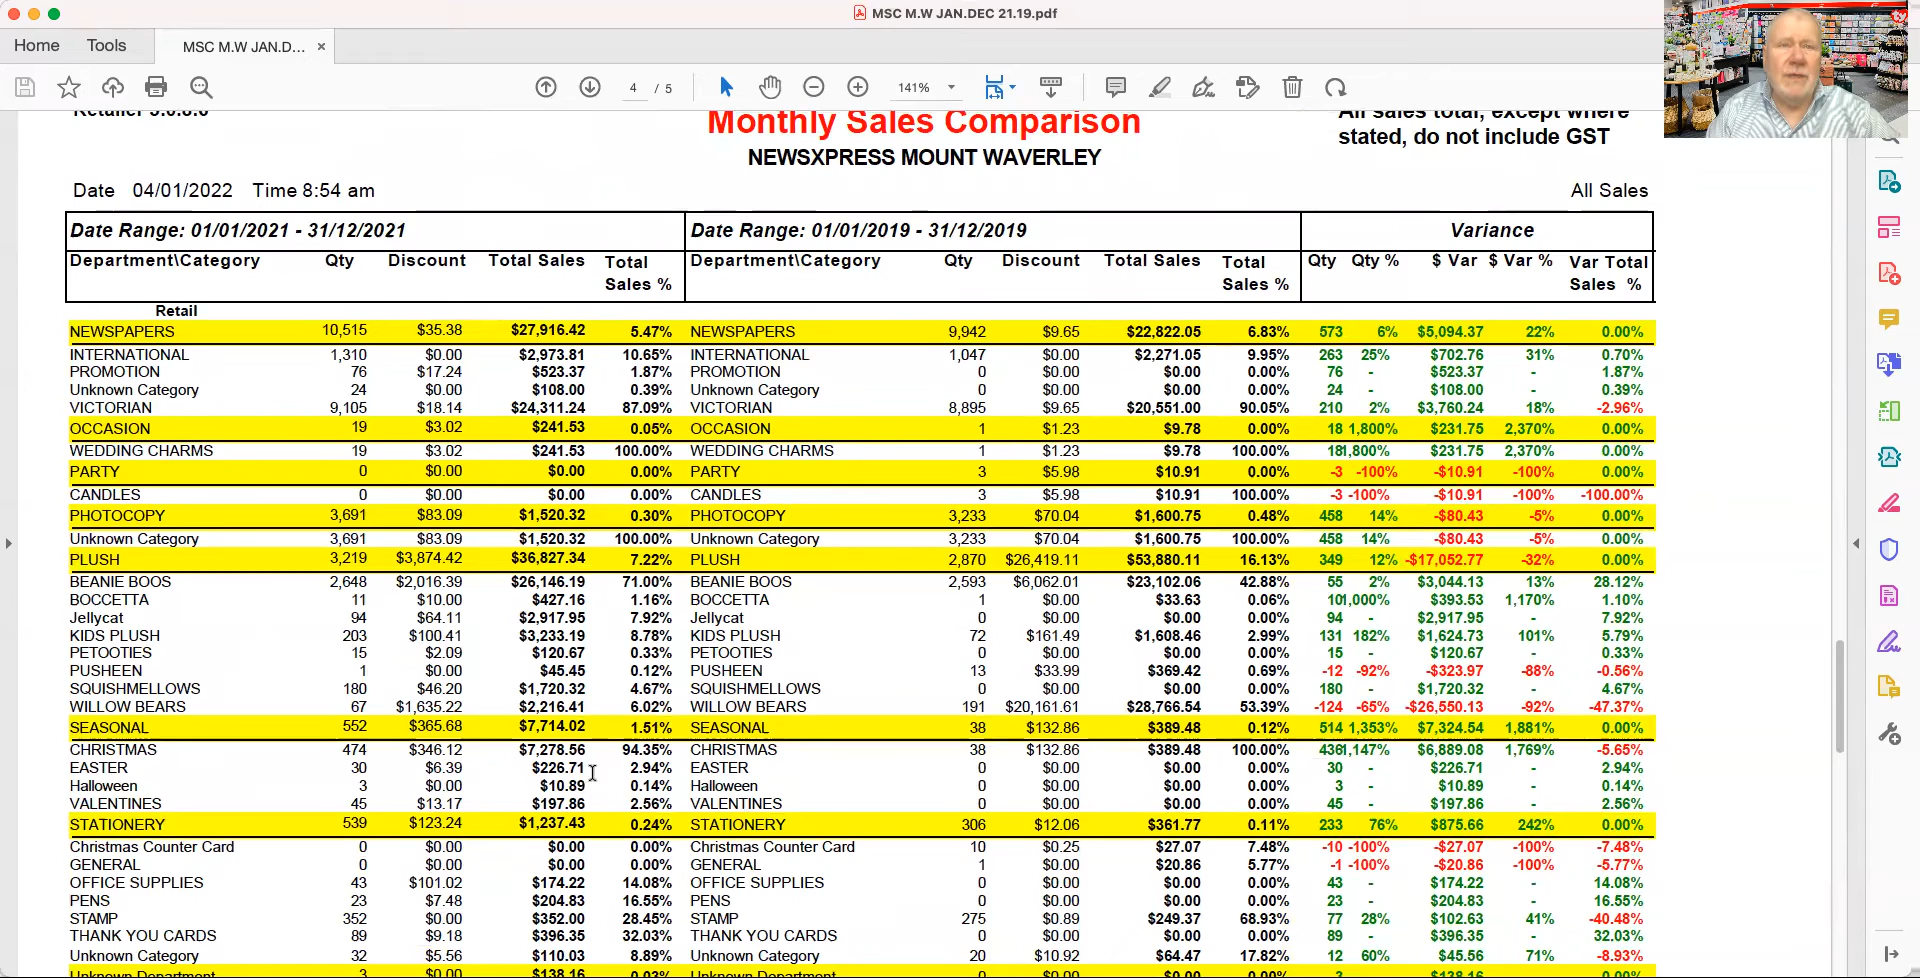 MSC M.W JAN.DEC 21.19.pdf
Home Tools MSC M.W JAN.D... ×
4 / 5 141%
Retailer 3.0.8.0
Monthly Sales Comparison
NEWSXPRESS MOUNT WAVERLEY
All sales total, except where
stated, do not include GST
Date 04/01/2022 Time 8:54 am All Sales
Date Range: 01/01/2021 - 31/12/2021 Date Range: 01/01/2019 - 31/12/2019 Variance
Department\Category Qty Discount Total Sales Total Sales % Department\Category Qty Discount Total Sales Total Sales % Qty Qty % $ Var $ Var % Var Total Sales %
Retail
NEWSPAPERS 10,515 $35.38 $27,916.42 5.47% NEWSPAPERS 9,942 $9.65 $22,822.05 6.83% 573 6% $5,094.37 22% 0.00%
INTERNATIONAL 1,310 $0.00 $2,973.81 10.65% INTERNATIONAL 1,047 $0.00 $2,271.05 9.95% 263 25% $702.76 31% 0.70%
PROMOTION 76 $17.24 $523.37 1.87% PROMOTION 0 $0.00 $0.00 0.00% 76 - $523.37 - 1.87%
Unknown Category 24 $0.00 $108.00 0.39% Unknown Category 0 $0.00 $0.00 0.00% 24 - $108.00 - 0.39%
VICTORIAN 9,105 $18.14 $24,311.24 87.09% VICTORIAN 8,895 $9.65 $20,551.00 90.05% 210 2% $3,760.24 18% -2.96%
OCCASION 19 $3.02 $241.53 0.05% OCCASION 1 $1.23 $9.78 0.00% 18 1,800% $231.75 2,370% 0.00%
WEDDING CHARMS 19 $3.02 $241.53 100.00% WEDDING CHARMS 1 $1.23 $9.78 100.00% 18 1,800% $231.75 2,370% 0.00%
PARTY 0 $0.00 $0.00 0.00% PARTY 3 $5.98 $10.91 0.00% -3 -100% -$10.91 -100% 0.00%
CANDLES 0 $0.00 $0.00 0.00% CANDLES 3 $5.98 $10.91 100.00% -3 -100% -$10.91 -100% -100.00%
PHOTOCOPY 3,691 $83.09 $1,520.32 0.30% PHOTOCOPY 3,233 $70.04 $1,600.75 0.48% 458 14% -$80.43 -5% 0.00%
Unknown Category 3,691 $83.09 $1,520.32 100.00% Unknown Category 3,233 $70.04 $1,600.75 100.00% 458 14% -$80.43 -5% 0.00%
PLUSH 3,219 $3,874.42 $36,827.34 7.22% PLUSH 2,870 $26,419.11 $53,880.11 16.13% 349 12% -$17,052.77 -32% 0.00%
BEANIE BOOS 2,648 $2,016.39 $26,146.19 71.00% BEANIE BOOS 2,593 $6,062.01 $23,102.06 42.88% 55 2% $3,044.13 13% 28.12%
BOCCETTA 11 $10.00 $427.16 1.16% BOCCETTA 1 $0.00 $33.63 0.06% 10 1,000% $393.53 1,170% 1.10%
Jellycat 94 $64.11 $2,917.95 7.92% Jellycat 0 $0.00 $0.00 0.00% 94 - $2,917.95 - 7.92%
KIDS PLUSH 203 $100.41 $3,233.19 8.78% KIDS PLUSH 72 $161.49 $1,608.46 2.99% 131 182% $1,624.73 101% 5.79%
PETOOTIES 15 $2.09 $120.67 0.33% PETOOTIES 0 $0.00 $0.00 0.00% 15 - $120.67 - 0.33%
PUSHEEN 1 $0.00 $45.45 0.12% PUSHEEN 13 $33.99 $369.42 0.69% -12 -92% -$323.97 -88% -0.56%
SQUISHMELLOWS 180 $46.20 $1,720.32 4.67% SQUISHMELLOWS 0 $0.00 $0.00 0.00% 180 - $1,720.32 - 4.67%
WILLOW BEARS 67 $1,635.22 $2,216.41 6.02% WILLOW BEARS 191 $20,161.61 $28,766.54 53.39% -124 -65% -$26,550.13 -92% -47.37%
SEASONAL 552 $365.68 $7,714.02 1.51% SEASONAL 38 $132.86 $389.48 0.12% 514 1,353% $7,324.54 1,881% 0.00%
CHRISTMAS 474 $346.12 $7,278.56 94.35% CHRISTMAS 38 $132.86 $389.48 100.00% 436 1,147% $6,889.08 1,769% -5.65%
EASTER 30 $6.39 $226.71 2.94% EASTER 0 $0.00 $0.00 0.00% 30 - $226.71 - 2.94%
Halloween 3 $0.00 $10.89 0.14% Halloween 0 $0.00 $0.00 0.00% 3 - $10.89 - 0.14%
VALENTINES 45 $13.17 $197.86 2.56% VALENTINES 0 $0.00 $0.00 0.00% 45 - $197.86 - 2.56%
STATIONERY 539 $123.24 $1,237.43 0.24% STATIONERY 306 $12.06 $361.77 0.11% 233 76% $875.66 242% 0.00%
Christmas Counter Card 0 $0.00 $0.00 0.00% Christmas Counter Card 10 $0.25 $27.07 7.48% -10 -100% -$27.07 -100% -7.48%
GENERAL 0 $0.00 $0.00 0.00% GENERAL 1 $0.00 $20.86 5.77% -1 -100% -$20.86 -100% -5.77%
OFFICE SUPPLIES 43 $101.02 $174.22 14.08% OFFICE SUPPLIES 0 $0.00 $0.00 0.00% 43 - $174.22 - 14.08%
PENS 23 $7.48 $204.83 16.55% PENS 0 $0.00 $0.00 0.00% 23 - $204.83 - 16.55%
STAMP 352 $0.00 $352.00 28.45% STAMP 275 $0.89 $249.37 68.93% 77 28% $102.63 41% -40.48%
THANK YOU CARDS 89 $9.18 $396.35 32.03% THANK YOU CARDS 0 $0.00 $0.00 0.00% 89 - $396.35 - 32.03%
Unknown Category 32 $5.56 $110.03 8.89% Unknown Category 20 $10.92 $64.47 17.82% 12 60% $45.56 71% -8.93%
Unknown Department 3 $0.00 $138.16 0.03% Unknown Department 0 $0.00 $0.00 0.00% 3 - $138.16 - 0.00%